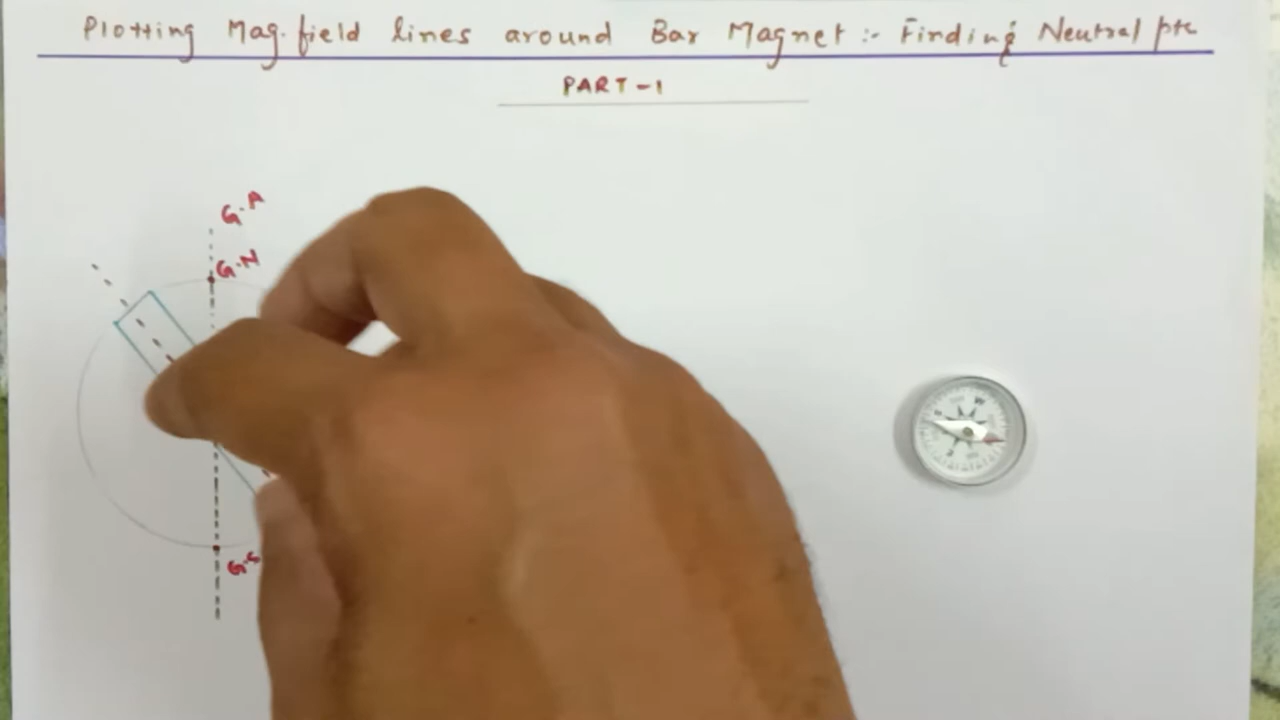 Plotting Mag. field lines around Bar Magnet :- Finding Neutral pts
PART-1
G.A
G.N
G.S
W